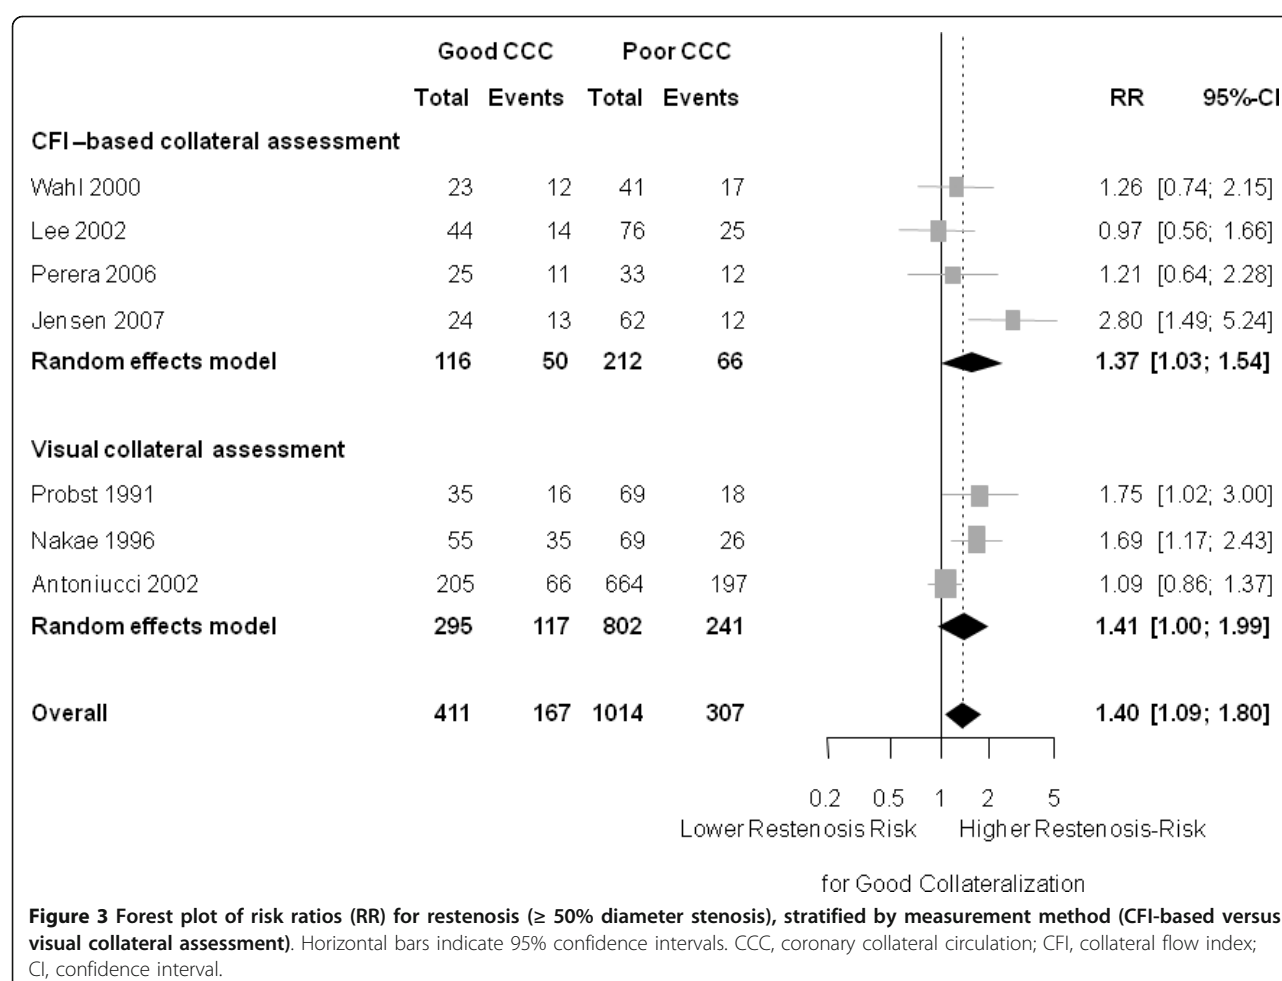 Good CCC Poor CCC
Total Events Total Events RR 95%-CI
CFI–based collateral assessment
Wahl 2000 23 12 41 17 1.26 [0.74; 2.15]
Lee 2002 44 14 76 25 0.97 [0.56; 1.66]
Perera 2006 25 11 33 12 1.21 [0.64; 2.28]
Jensen 2007 24 13 62 12 2.80 [1.49; 5.24]
Random effects model 116 50 212 66 1.37 [1.03; 1.54]
Visual collateral assessment
Probst 1991 35 16 69 18 1.75 [1.02; 3.00]
Nakae 1996 55 35 69 26 1.69 [1.17; 2.43]
Antoniucci 2002 205 66 664 197 1.09 [0.86; 1.37]
Random effects model 295 117 802 241 1.41 [1.00; 1.99]
Overall 411 167 1014 307 1.40 [1.09; 1.80]
0.2 0.5 1 2 5
Lower Restenosis Risk Higher Restenosis-Risk
for Good Collateralization
Figure 3 Forest plot of risk ratios (RR) for restenosis (≥ 50% diameter stenosis), stratified by measurement method (CFI-based versus
visual collateral assessment). Horizontal bars indicate 95% confidence intervals. CCC, coronary collateral circulation; CFI, collateral flow index;
CI, confidence interval.